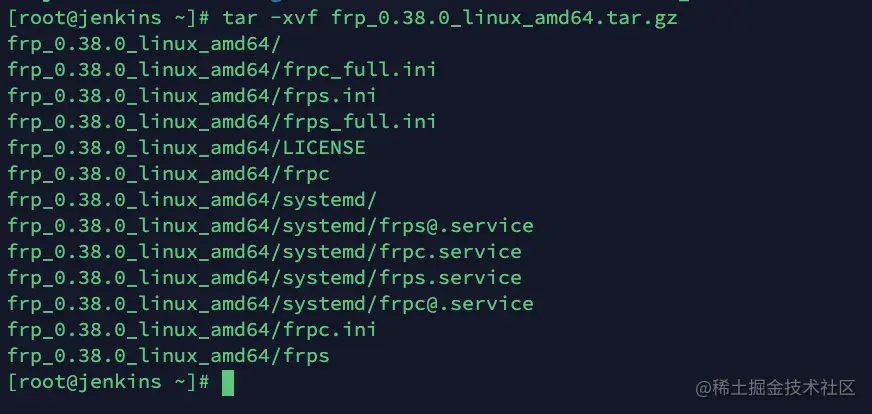 [root@jenkins ~]# tar -xvf frp_0.38.0_linux_amd64.tar.gz
frp_0.38.0_linux_amd64/
frp_0.38.0_linux_amd64/frpc_full.ini
frp_0.38.0_linux_amd64/frps.ini
frp_0.38.0_linux_amd64/frps_full.ini
frp_0.38.0_linux_amd64/LICENSE
frp_0.38.0_linux_amd64/frpc
frp_0.38.0_linux_amd64/systemd/
frp_0.38.0_linux_amd64/systemd/frps@.service
frp_0.38.0_linux_amd64/systemd/frpc.service
frp_0.38.0_linux_amd64/systemd/frps.service
frp_0.38.0_linux_amd64/systemd/frpc@.service
frp_0.38.0_linux_amd64/frpc.ini
frp_0.38.0_linux_amd64/frps
[root@jenkins ~]#
@稀土掘金技术社区